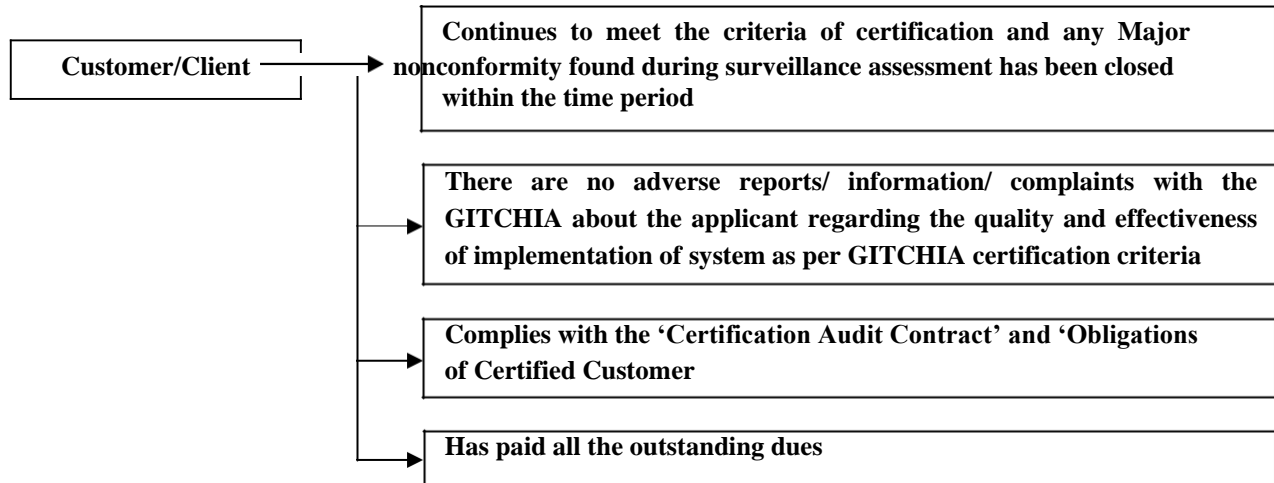 Customer/Client
Continues to meet the criteria of certification and any Major
nonconformity found during surveillance assessment has been closed
within the time period
There are no adverse reports/ information/ complaints with the
GITCHIA about the applicant regarding the quality and effectiveness
of implementation of system as per GITCHIA certification criteria
Complies with the ‘Certification Audit Contract’ and ‘Obligations
of Certified Customer
Has paid all the outstanding dues